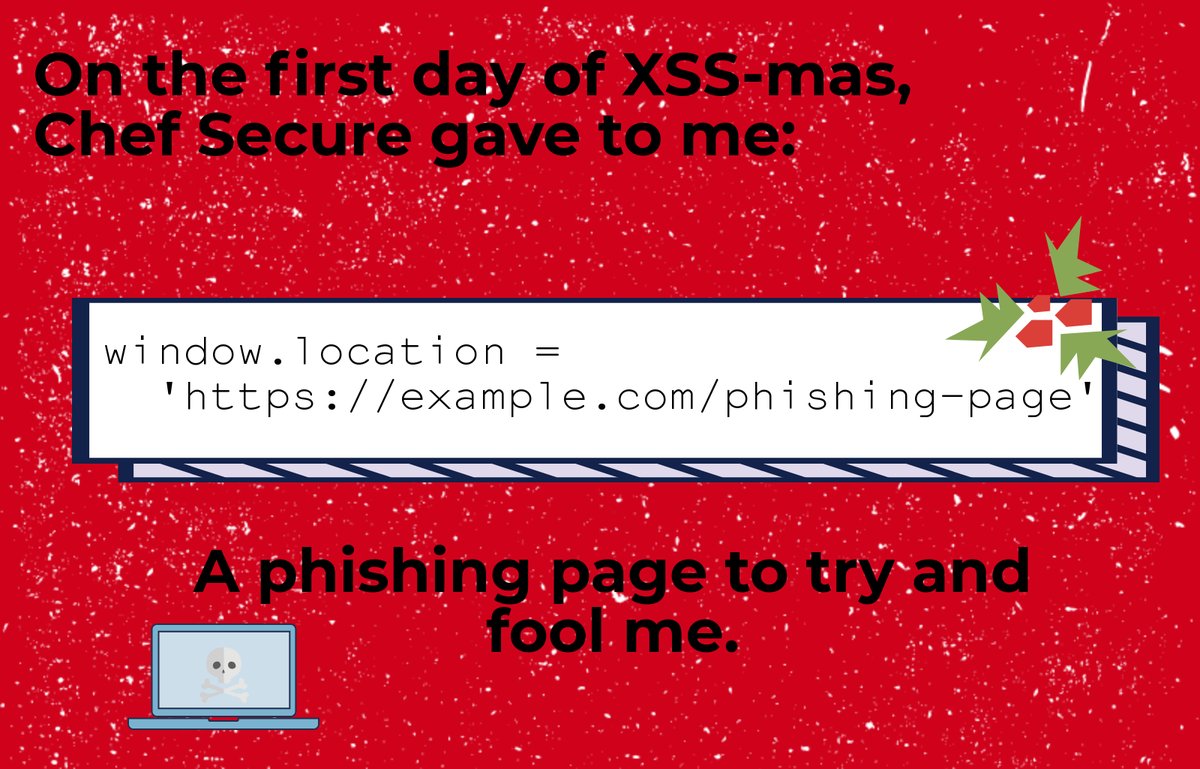 On the first day of XSS-mas,
Chef Secure gave to me:
window.location =
'https://example.com/phishing-page'
A phishing page to try and
fool me.